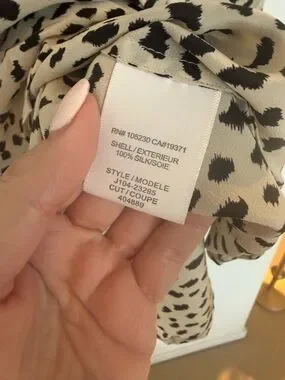 RN# 105230 CA#19371
SHELL / EXTERIEUR
100% SILK/SOIE
STYLE / MODELE
J104-23295
CUT / COUPE
404889